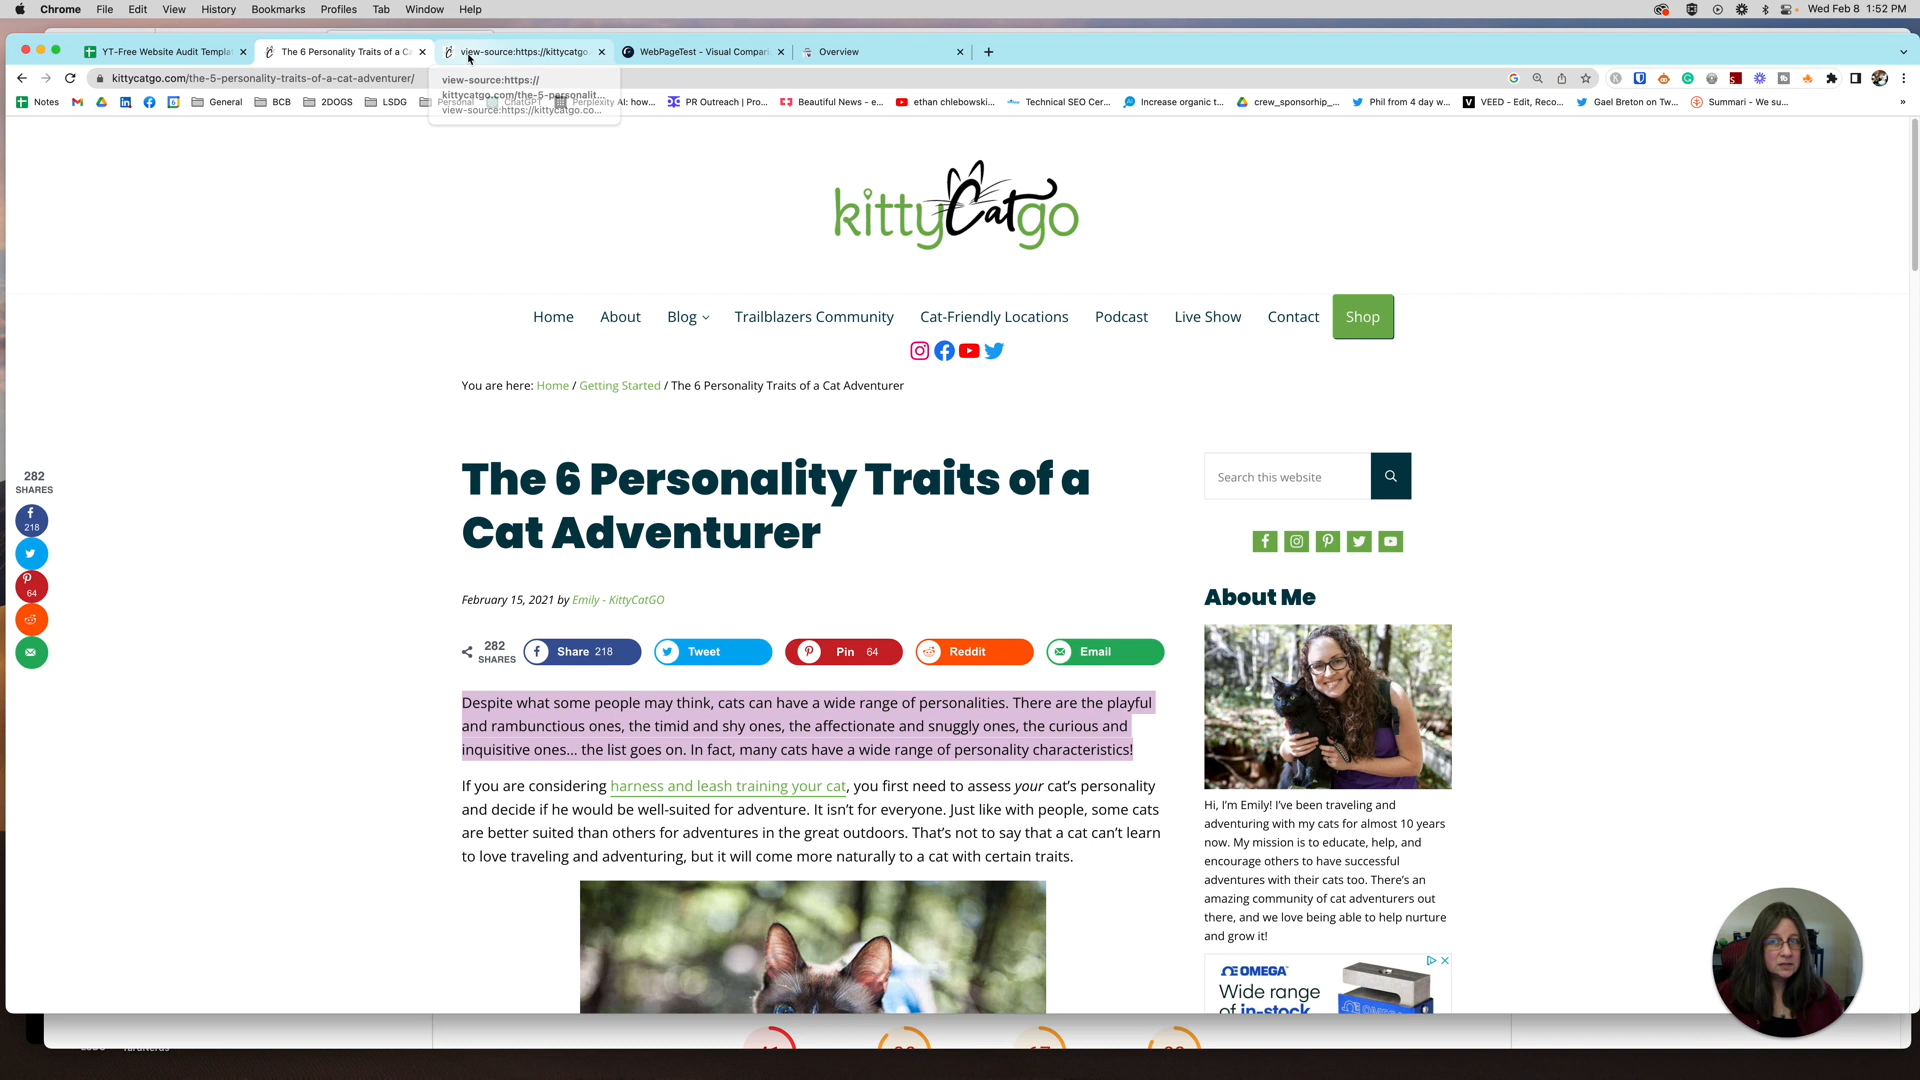 Chrome File Edit View History Bookmarks Profiles Tab Window Help
Wed Feb 8 1:52 PM
YT-Free Website Audit Templa
The 6 Personality Traits of a Ca
view-source:https://kittycatgo.
WebPageTest - Visual Compari
Overview
kittycatgo.com/the-5-personality-traits-of-a-cat-adventurer/
view-source:https://
kittycatgo.com/the-5-personalit...
view-source:https://kittycatgo.co...
Notes General BCB 2DOGS LSDG Personal ChatGPT Perplexity AI: how... PR Outreach | Pro... Beautiful News - e... ethan chlebowski... Technical SEO Cer... Increase organic t... crew_sponsorhip_... Phil from 4 day w... VEED - Edit, Reco... Gael Breton on Tw... Summari - We su...
kittyCatgo
Home About Blog Trailblazers Community Cat-Friendly Locations Podcast Live Show Contact Shop
You are here: Home / Getting Started / The 6 Personality Traits of a Cat Adventurer
282
SHARES
218
64
The 6 Personality Traits of a
Cat Adventurer
February 15, 2021 by Emily - KittyCatGO
282
SHARES
Share 218
Tweet
Pin 64
Reddit
Email
Despite what some people may think, cats can have a wide range of personalities. There are the playful
and rambunctious ones, the timid and shy ones, the affectionate and snuggly ones, the curious and
inquisitive ones... the list goes on. In fact, many cats have a wide range of personality characteristics!
If you are considering harness and leash training your cat, you first need to assess your cat's personality
and decide if he would be well-suited for adventure. It isn't for everyone. Just like with people, some cats
are better suited than others for adventures in the great outdoors. That's not to say that a cat can't learn
to love traveling and adventuring, but it will come more naturally to a cat with certain traits.
Search this website
About Me
Hi, I'm Emily! I've been traveling and
adventuring with my cats for almost 10 years
now. My mission is to educate, help, and
encourage others to have successful
adventures with their cats too. There's an
amazing community of cat adventurers out
there, and we love being able to help nurture
and grow it!
OMEGA
Wide range
of in-stock